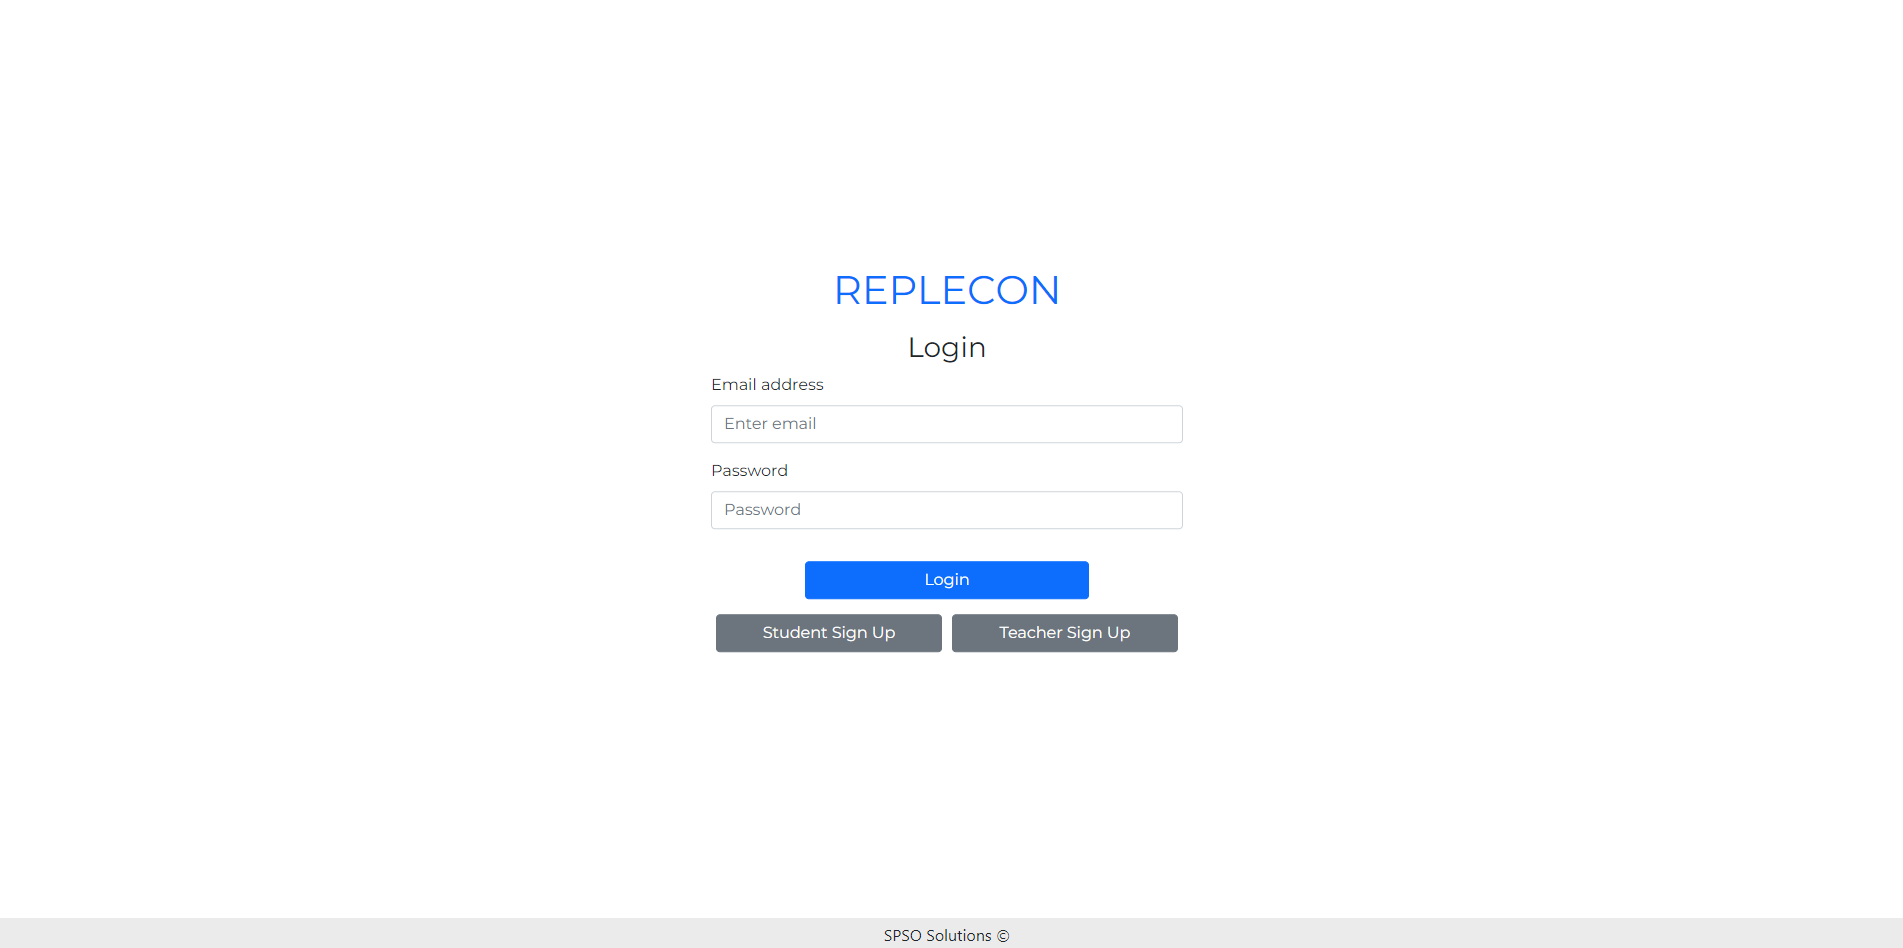 REPLECON
Login
Email address
Enter email
Password
Password
Login
Student Sign Up Teacher Sign Up
SPSO Solutions ©